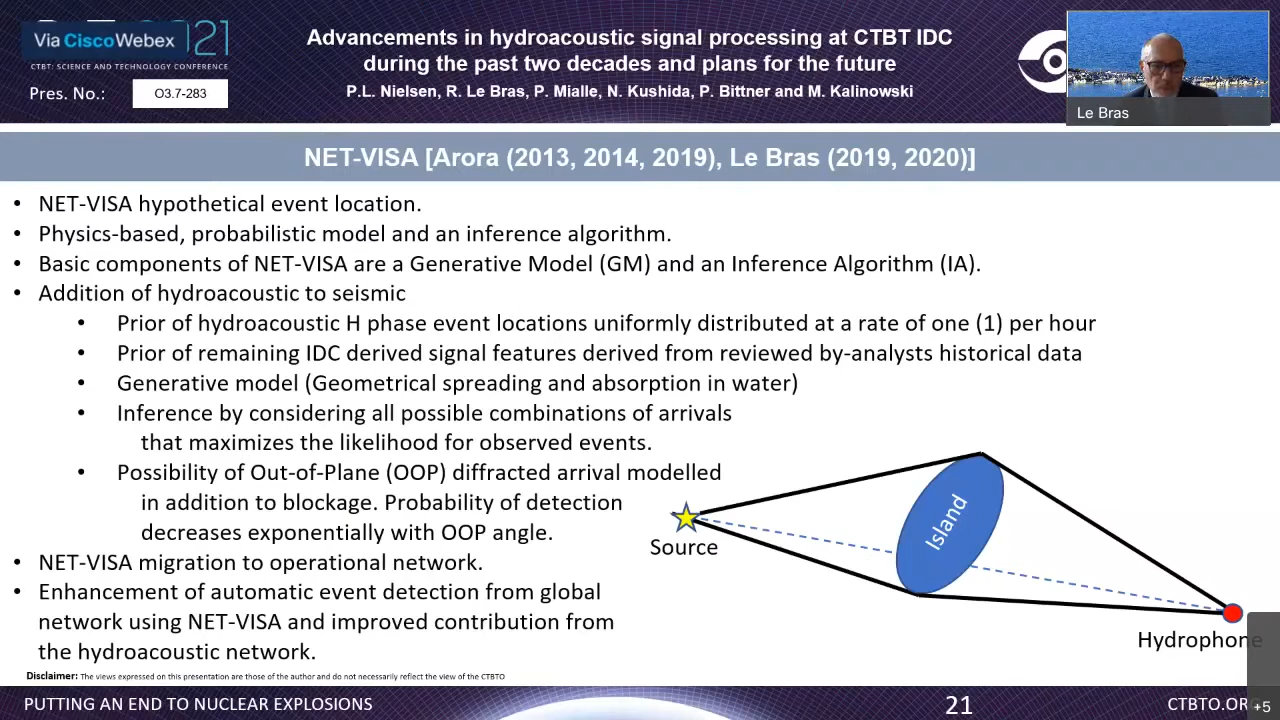 Via CiscoWebex
21
CTBT: SCIENCE AND TECHNOLOGY CONFERENCE
Pres. No.:
O3.7-283
Advancements in hydroacoustic signal processing at CTBT IDC
during the past two decades and plans for the future
P.L. Nielsen, R. Le Bras, P. Mialle, N. Kushida, P. Bittner and M. Kalinowski
Le Bras
NET-VISA [Arora (2013, 2014, 2019), Le Bras (2019, 2020)]
• NET-VISA hypothetical event location.
• Physics-based, probabilistic model and an inference algorithm.
• Basic components of NET-VISA are a Generative Model (GM) and an Inference Algorithm (IA).
• Addition of hydroacoustic to seismic
• Prior of hydroacoustic H phase event locations uniformly distributed at a rate of one (1) per hour
• Prior of remaining IDC derived signal features derived from reviewed by-analysts historical data
• Generative model (Geometrical spreading and absorption in water)
• Inference by considering all possible combinations of arrivals
that maximizes the likelihood for observed events.
• Possibility of Out-of-Plane (OOP) diffracted arrival modelled
in addition to blockage. Probability of detection
decreases exponentially with OOP angle.
• NET-VISA migration to operational network.
• Enhancement of automatic event detection from global
network using NET-VISA and improved contribution from
the hydroacoustic network.
Source
Island
Hydrophone
Disclaimer: The views expressed on this presentation are those of the author and do not necessarily reflect the view of the CTBTO
PUTTING AN END TO NUCLEAR EXPLOSIONS
21
CTBTO.OR
+5